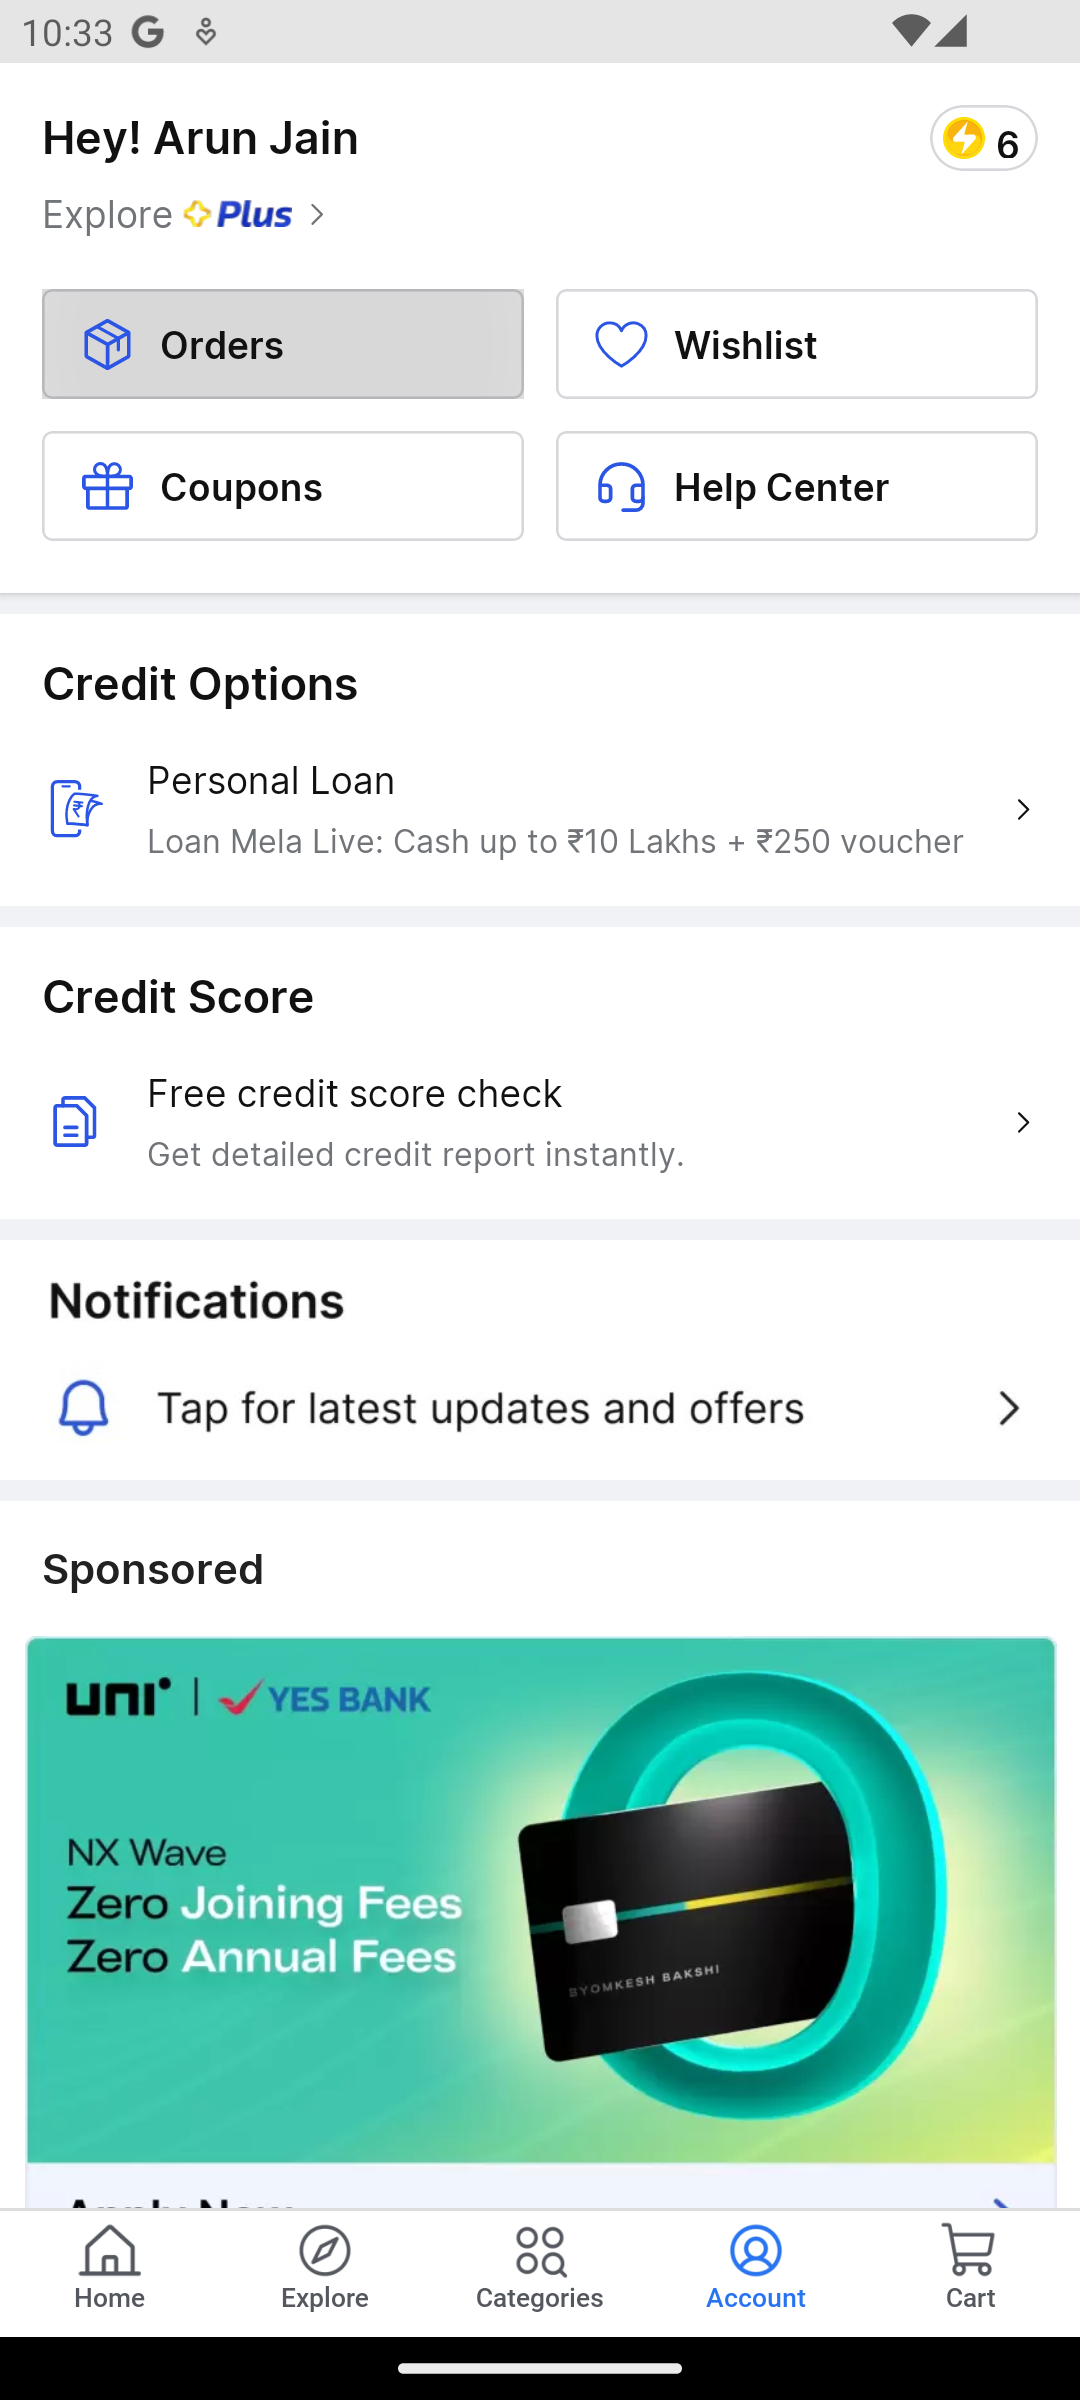 10:33
Hey! Arun Jain
6
Explore Plus
Orders
Wishlist
Coupons
Help Center
Credit Options
Personal Loan
Loan Mela Live: Cash up to ₹10 Lakhs + ₹250 voucher
Credit Score
Free credit score check
Get detailed credit report instantly.
Notifications
Tap for latest updates and offers
Sponsored
uni | YES BANK
NX Wave
Zero Joining Fees
Zero Annual Fees
BYOMKESH BAKSHI
Home
Explore
Categories
Account
Cart